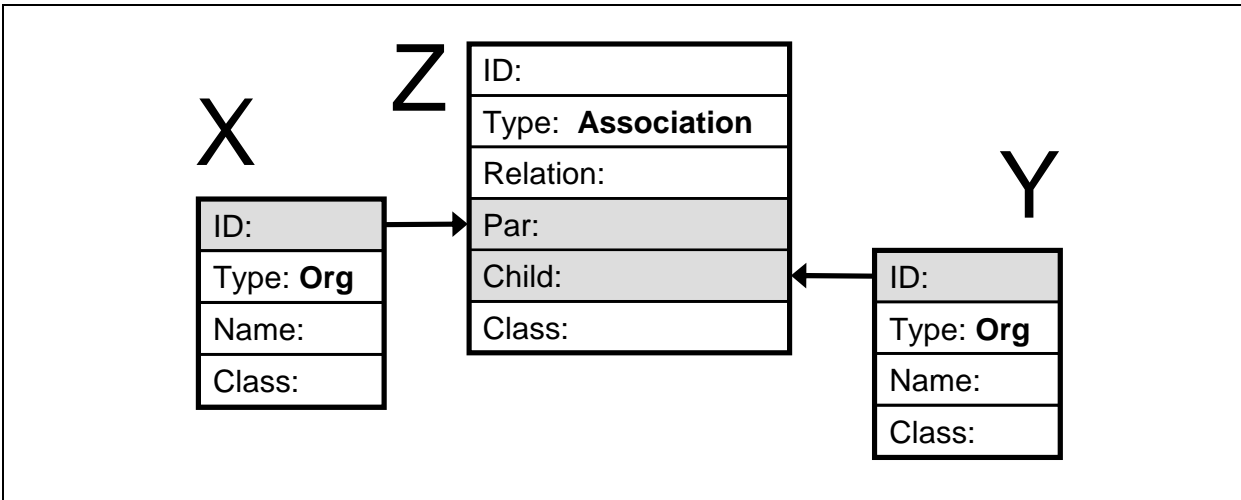 X
ID:
Type: Org
Name:
Class:
Z
ID:
Type: Association
Relation:
Par:
Child:
Class:
Y
ID:
Type: Org
Name:
Class: